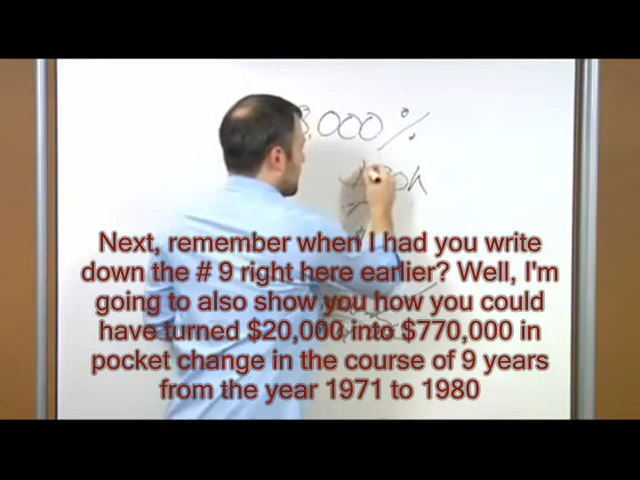 3,000 %
Next, remember when I had you write
down the # 9 right here earlier? Well, I'm
going to also show you how you could
have turned $20,000 into $770,000 in
pocket change in the course of 9 years
from the year 1971 to 1980